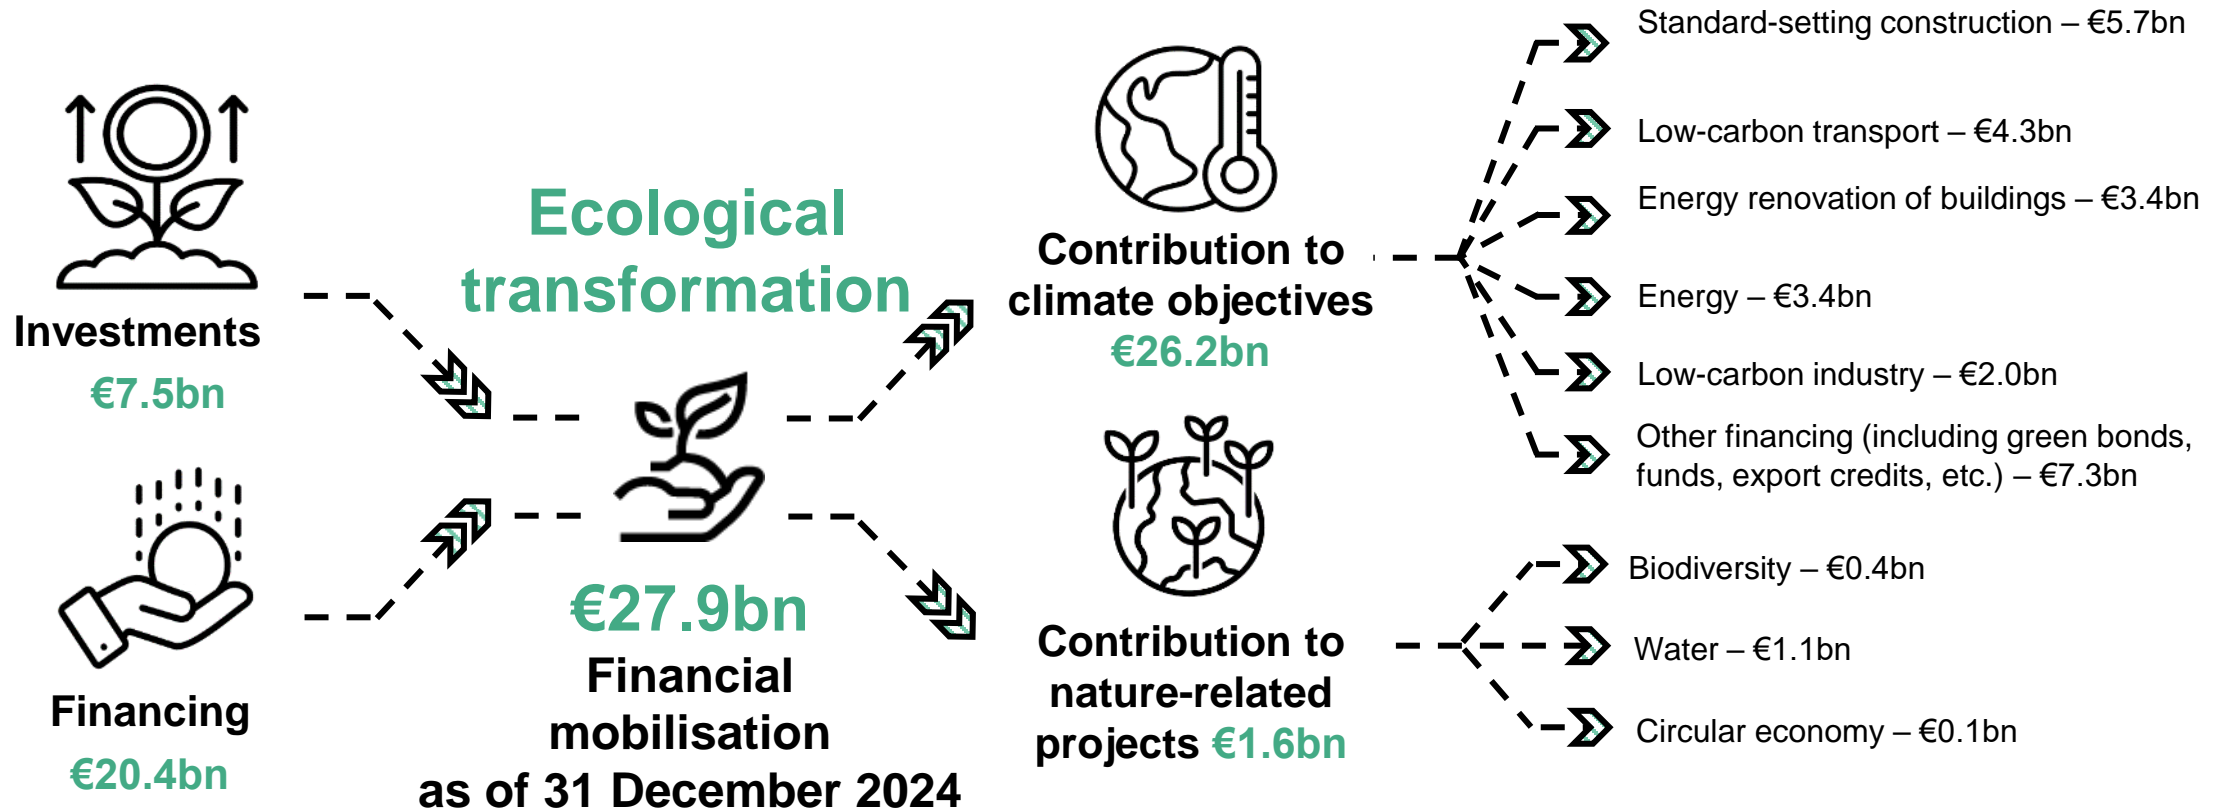 Investments
€7.5bn
Financing
€20.4bn
Ecological
transformation
€27.9bn
Financial
mobilisation
as of 31 December 2024
Contribution to
climate objectives
€26.2bn
Standard-setting construction – €5.7bn
Low-carbon transport – €4.3bn
Energy renovation of buildings – €3.4bn
Energy – €3.4bn
Low-carbon industry – €2.0bn
Other financing (including green bonds,
funds, export credits, etc.) – €7.3bn
Contribution to
nature-related
projects €1.6bn
Biodiversity – €0.4bn
Water – €1.1bn
Circular economy – €0.1bn